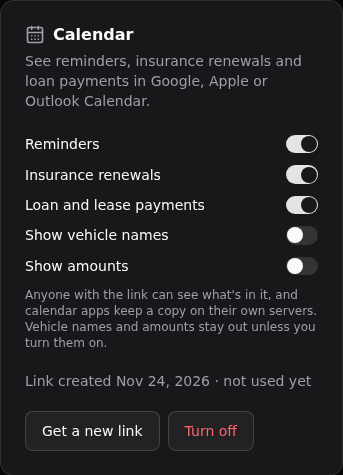 Calendar
See reminders, insurance renewals and
loan payments in Google, Apple or
Outlook Calendar.
Reminders
Insurance renewals
Loan and lease payments
Show vehicle names
Show amounts
Anyone with the link can see what's in it, and
calendar apps keep a copy on their own servers.
Vehicle names and amounts stay out unless you
turn them on.
Link created Nov 24, 2026 · not used yet
Get a new link
Turn off